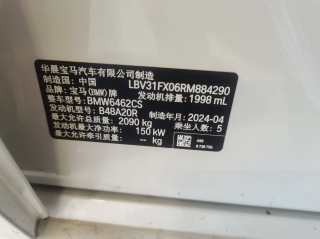 华晨宝马汽车有限公司制造
制造国：中国 LBV31FX06RM884290
品牌：宝马(BMW)牌 发动机排量：1998 mL
整车型号：BMW6462CS
发动机型号：B48A20R 制造年月：2024-04
最大允许总质量：2090 kg 乘坐人数：5
发动机最大净功率：150 kW
最大允许牵引质量：-- kg